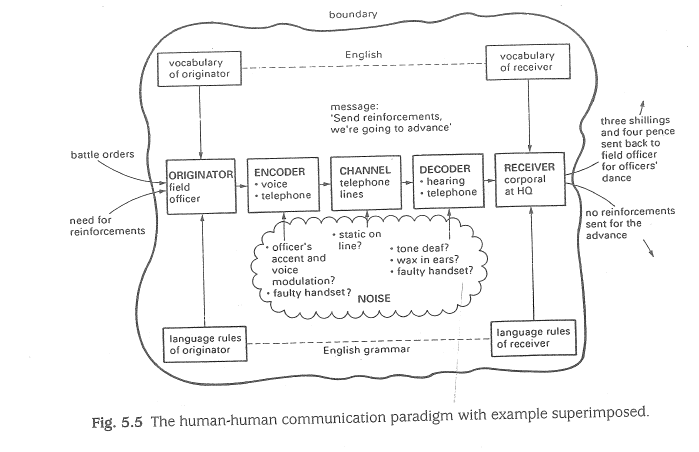 boundary
English
vocabulary
of originator
vocabulary
of receiver
message:
'Send reinforcements,
we're going to advance'
three shillings
and four pence
sent back to
field officer
for officers'
dance
battle orders
need for
reinforcements
ORIGINATOR
field
officer
ENCODER
• voice
• telephone
CHANNEL
telephone
lines
DECODER
• hearing
• telephone
RECEIVER
corporal
at HQ
no reinforcements
sent for the
advance
• officer's
accent and
voice
modulation?
• faulty handset?
• static on
line?
• tone deaf?
• wax in ears?
• faulty handset?
NOISE
language rules
of originator
English grammar
language rules
of receiver
Fig. 5.5 The human-human communication paradigm with example superimposed.